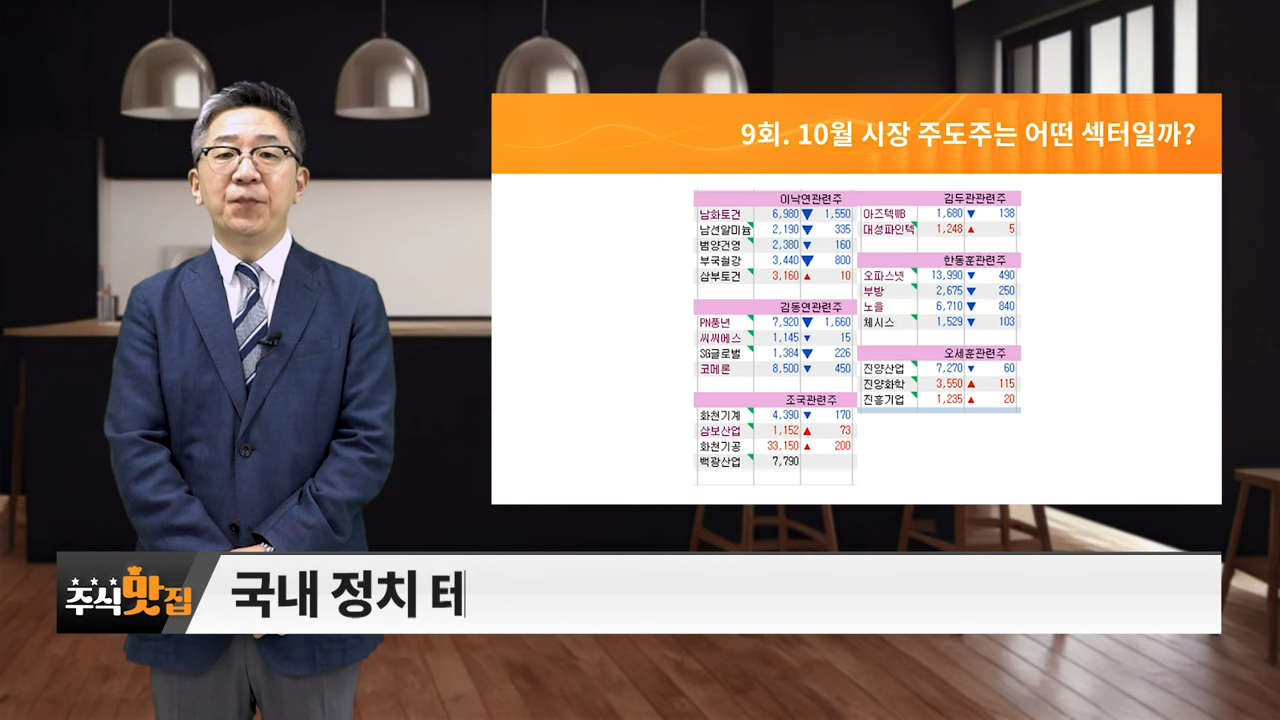 9회. 10월 시장 주도주는 어떤 섹터일까?
이낙연관련주
남화토건 6,980 ▼ 1,550
남선알미늄 2,190 ▼ 335
범양건영 2,380 ▼ 160
부국철강 3,440 ▼ 800
삼부토건 3,160 ▲ 10
김동연관련주
PN풍년 7,920 ▼ 1,660
씨씨에스 1,145 ▼ 15
SG글로벌 1,384 ▼ 226
코메론 8,500 ▼ 450
조국관련주
화천기계 4,390 ▼ 170
삼보산업 1,152 ▲ 73
화천기공 33,150 ▲ 200
백광산업 7,790
김두관관련주
아즈텍WB 1,680 ▼ 138
대성파인텍 1,248 ▲ 5
한동훈관련주
오파스넷 13,990 ▼ 490
부방 2,675 ▼ 250
노을 6,710 ▼ 840
체시스 1,529 ▼ 103
오세훈관련주
진양산업 7,270 ▼ 60
진양화학 3,550 ▲ 115
진흥기업 1,235 ▲ 20
주식맛집
국내 정치 테